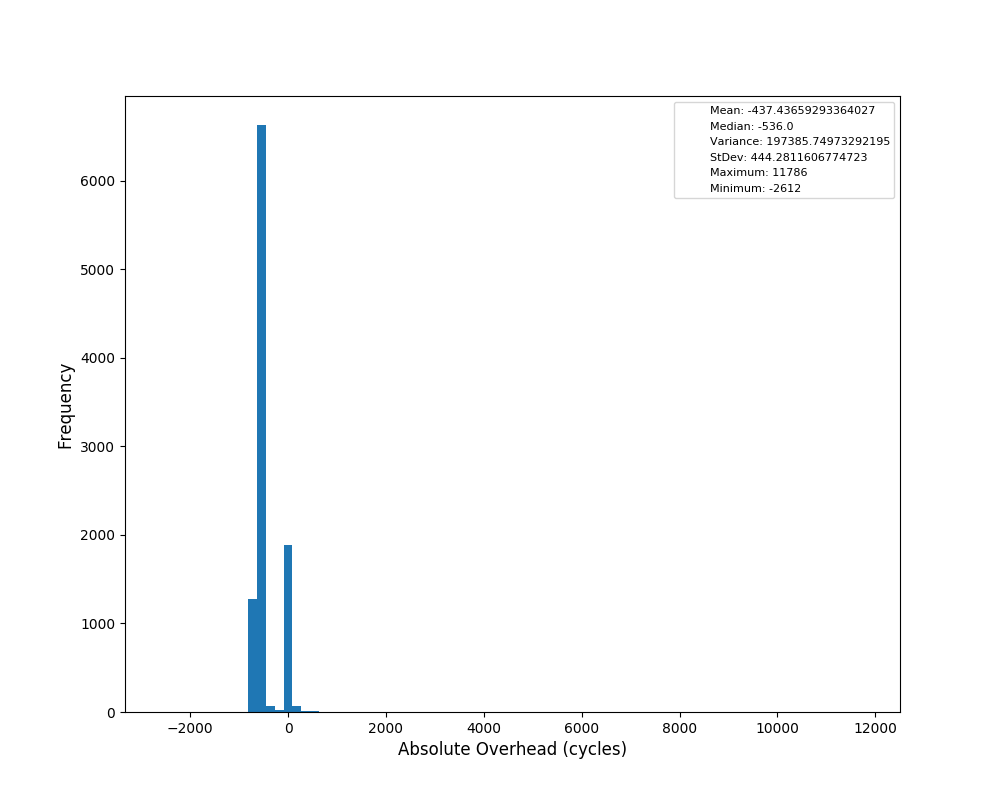 Mean: -437.43659293364027
Median: -536.0
Variance: 197385.74973292195
StDev: 444.2811606774723
Maximum: 11786
Minimum: -2612
6000
5000
4000
3000
2000
1000
0
Frequency
−2000 0 2000 4000 6000 8000 10000 12000
Absolute Overhead (cycles)